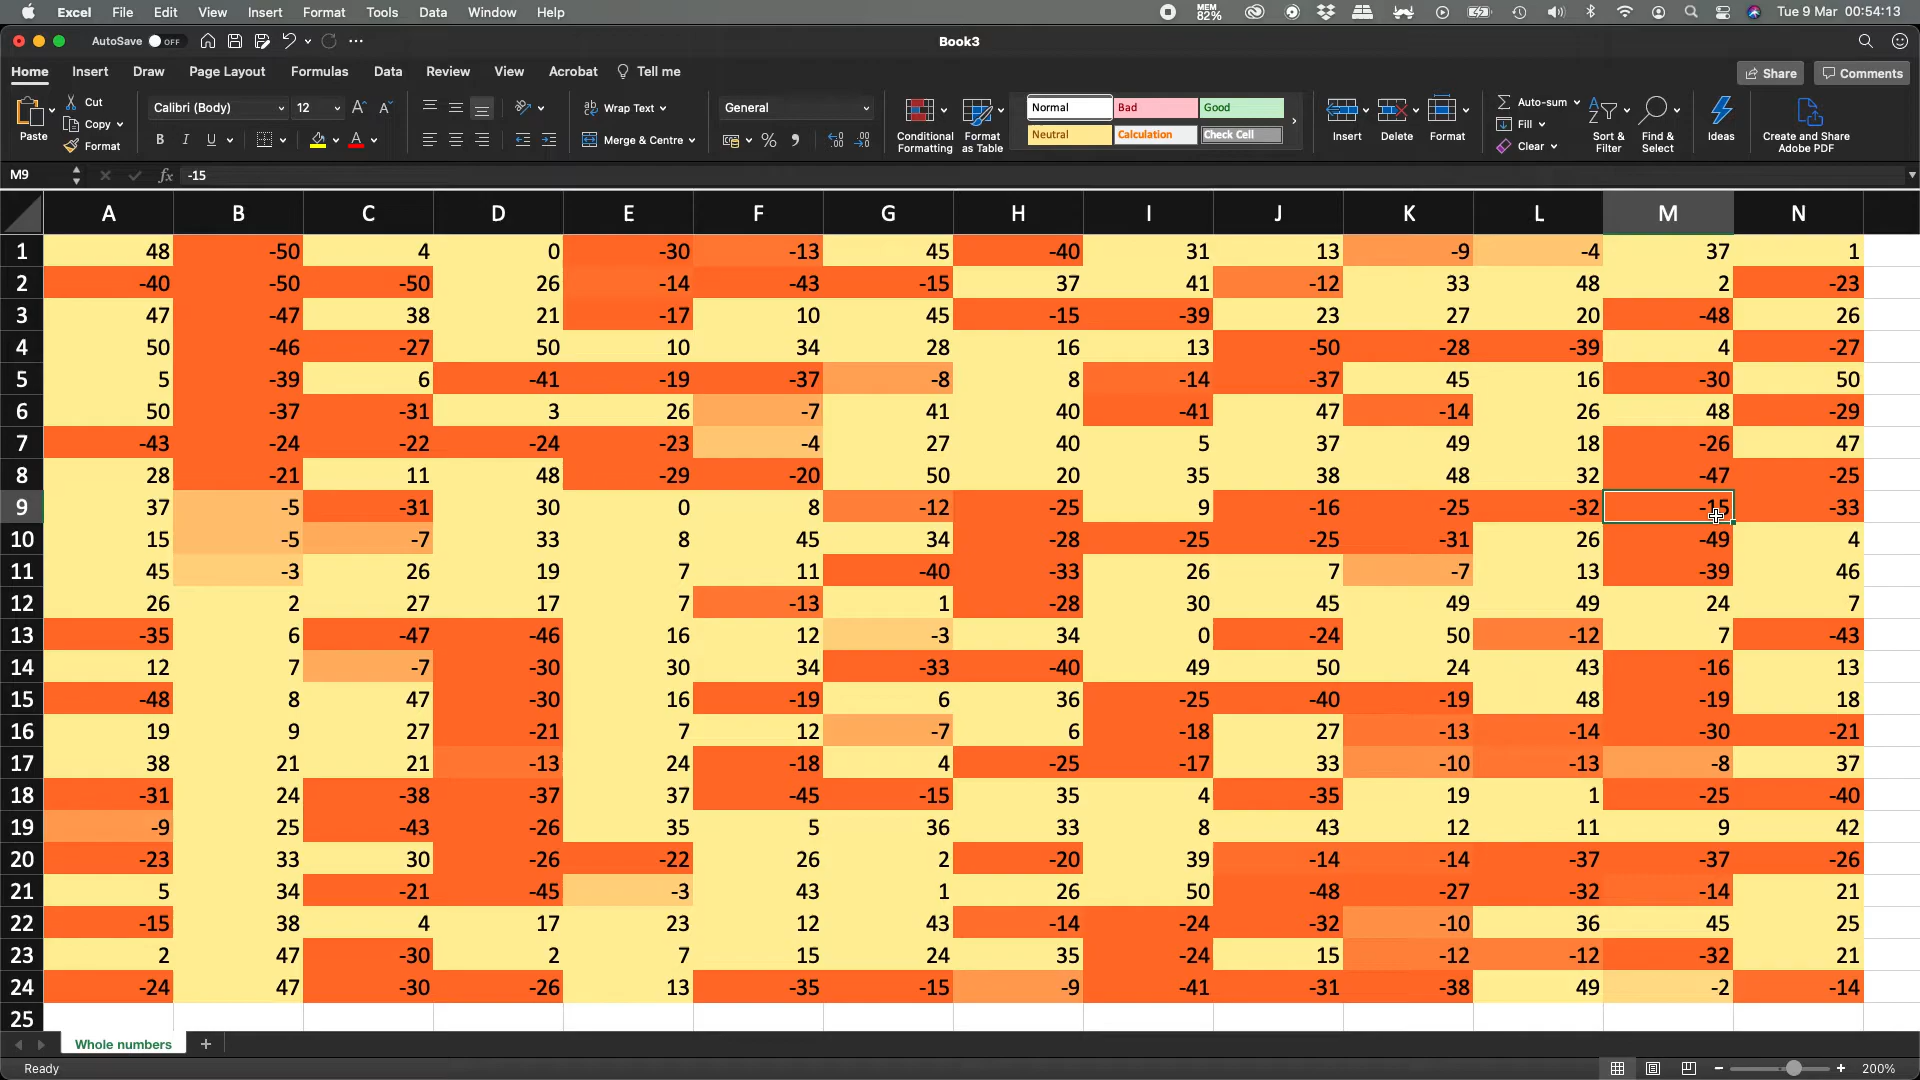 Excel File Edit View Insert Format Tools Data Window Help MEM 82% Tue 9 Mar 00:54:13
AutoSave OFF Book3
Home Insert Draw Page Layout Formulas Data Review View Acrobat Tell me Share Comments
Paste Cut Copy Format
Calibri (Body) 12
B I U A
ab Wrap Text
Merge & Centre
General
Conditional Formatting
Format as Table
Normal Bad Good
Neutral Calculation Check Cell
Insert Delete Format
Auto-sum
Fill
Clear
Sort & Filter
Find & Select
Ideas
Create and Share Adobe PDF
M9 fx -15
A B C D E F G H I J K L M N
1 48 -50 4 0 -30 -13 45 -40 31 13 -9 -4 37 1
2 -40 -50 -50 26 -14 -43 -15 37 41 -12 33 48 2 -23
3 47 -47 38 21 -17 10 45 -15 -39 23 27 20 -48 26
4 50 -46 -27 50 10 34 28 16 13 -50 -28 -39 4 -27
5 5 -39 6 -41 -19 -37 -8 8 -14 -37 45 16 -30 50
6 50 -37 -31 3 26 -7 41 40 -41 47 -14 26 48 -29
7 -43 -24 -22 -24 -23 -4 27 40 5 37 49 18 -26 47
8 28 -21 11 48 -29 -20 50 20 35 38 48 32 -47 -25
9 37 -5 -31 30 0 8 -12 -25 9 -16 -25 -32 -15 -33
10 15 -5 -7 33 8 45 34 -28 -25 -25 -31 26 -49 4
11 45 -3 26 19 7 11 -40 -33 26 7 -7 13 -39 46
12 26 2 27 17 7 -13 1 -28 30 45 49 49 24 7
13 -35 6 -47 -46 16 12 -3 34 0 -24 50 -12 7 -43
14 12 7 -7 -30 30 34 -33 -40 49 50 24 43 -16 13
15 -48 8 47 -30 16 -19 6 36 -25 -40 -19 48 -19 18
16 19 9 27 -21 7 12 -7 6 -18 27 -13 -14 -30 -21
17 38 21 21 -13 24 -18 4 -25 -17 33 -10 -13 -8 37
18 -31 24 -38 -37 37 -45 -15 35 4 -35 19 1 -25 -40
19 -9 25 -43 -26 35 5 36 33 8 43 12 11 9 42
20 -23 33 30 -26 -22 26 2 -20 39 -14 -14 -37 -37 -26
21 5 34 -21 -45 -3 43 1 26 50 -48 -27 -32 -14 21
22 -15 38 4 17 23 12 43 -14 -24 -32 -10 36 45 25
23 2 47 -30 2 7 15 24 35 -24 15 -12 -12 -32 21
24 -24 47 -30 -26 13 -35 -15 -9 -41 -31 -38 49 -2 -14
25
Whole numbers
Ready 200%